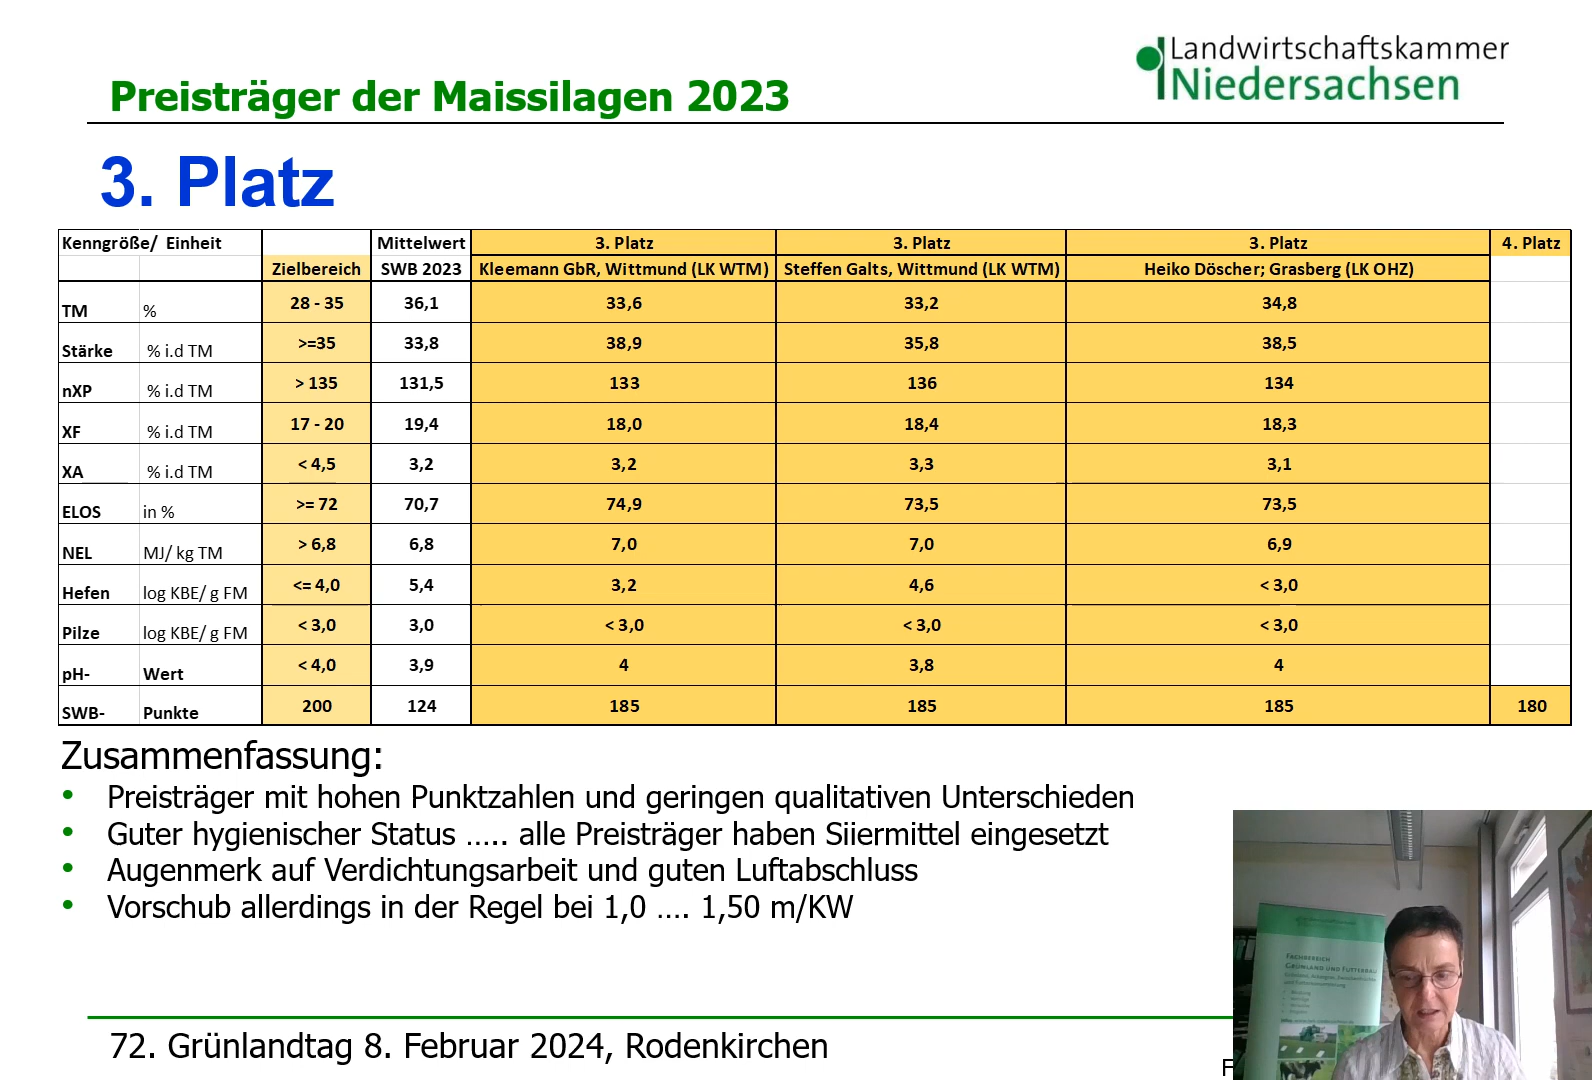 Landwirtschaftskammer
Niedersachsen
Preisträger der Maissilagen 2023
3. Platz
Kenngröße/ Einheit Mittelwert 3. Platz 3. Platz 3. Platz 4. Platz
Zielbereich SWB 2023 Kleemann GbR, Wittmund (LK WTM) Steffen Galts, Wittmund (LK WTM) Heiko Döscher; Grasberg (LK OHZ)
TM % 28 - 35 36,1 33,6 33,2 34,8
Stärke % i.d TM >=35 33,8 38,9 35,8 38,5
nXP % i.d TM > 135 131,5 133 136 134
XF % i.d TM 17 - 20 19,4 18,0 18,4 18,3
XA % i.d TM < 4,5 3,2 3,2 3,3 3,1
ELOS in % >= 72 70,7 74,9 73,5 73,5
NEL MJ/ kg TM > 6,8 6,8 7,0 7,0 6,9
Hefen log KBE/ g FM <= 4,0 5,4 3,2 4,6 < 3,0
Pilze log KBE/ g FM < 3,0 3,0 < 3,0 < 3,0 < 3,0
pH- Wert < 4,0 3,9 4 3,8 4
SWB- Punkte 200 124 185 185 185 180
Zusammenfassung:
• Preisträger mit hohen Punktzahlen und geringen qualitativen Unterschieden
• Guter hygienischer Status ….. alle Preisträger haben Siiermittel eingesetzt
• Augenmerk auf Verdichtungsarbeit und guten Luftabschluss
• Vorschub allerdings in der Regel bei 1,0 …. 1,50 m/KW
Fachbereich
Grünland und Futterbau
72. Grünlandtag 8. Februar 2024, Rodenkirchen
F